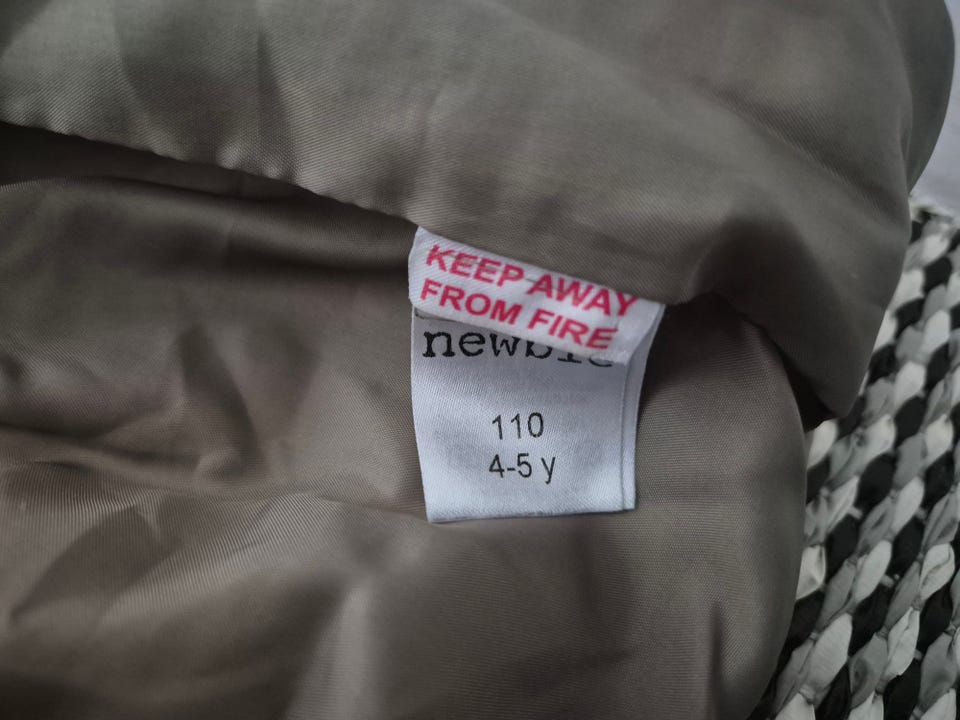 KEEP AWAY
FROM FIRE
newbie
110
4-5 y